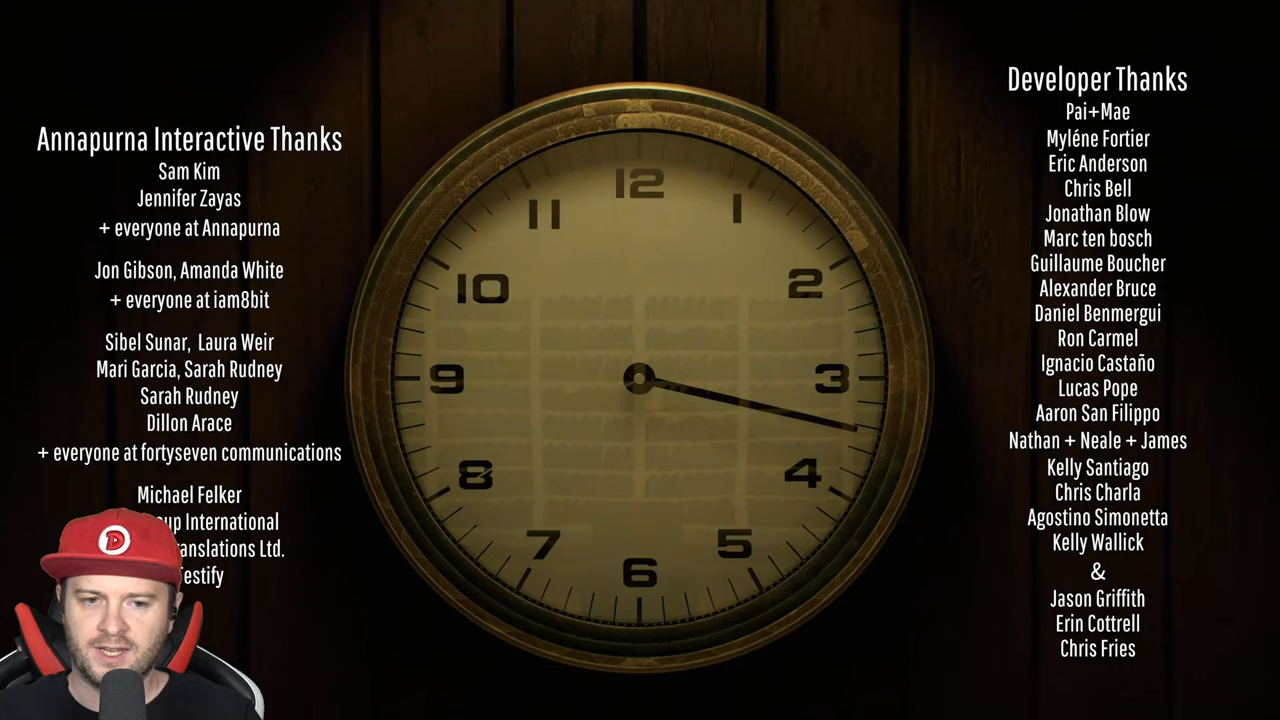 Annapurna Interactive Thanks
Sam Kim
Jennifer Zayas
+ everyone at Annapurna
Jon Gibson, Amanda White
+ everyone at iam8bit
Sibel Sunar, Laura Weir
Mari Garcia, Sarah Rudney
Sarah Rudney
Dillon Arace
+ everyone at fortyseven communications
Michael Felker
International
Ltd.
Testify
D
12
1
2
3
4
5
6
7
8
9
10
11
Developer Thanks
Pai+Mae
Myléne Fortier
Eric Anderson
Chris Bell
Jonathan Blow
Marc ten bosch
Guillaume Boucher
Alexander Bruce
Daniel Benmergui
Ron Carmel
Ignacio Castaño
Lucas Pope
Aaron San Filippo
Nathan + Neale + James
Kelly Santiago
Chris Charla
Agostino Simonetta
Kelly Wallick
&
Jason Griffith
Erin Cottrell
Chris Fries